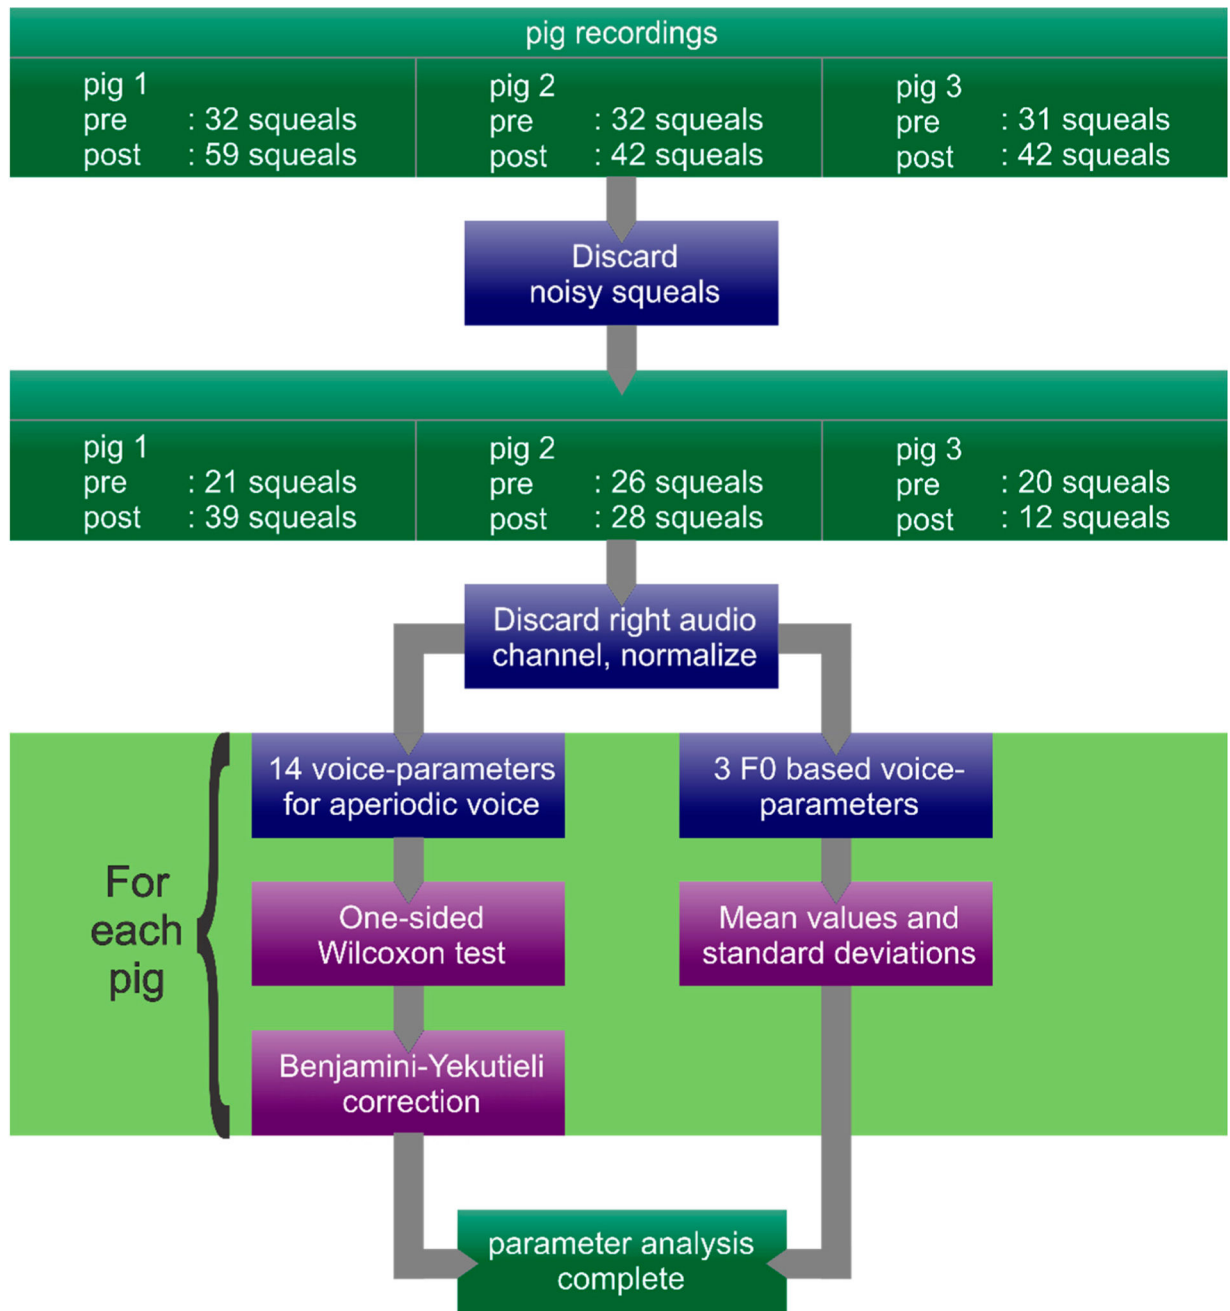 pig recordings
pig 1
pre : 32 squeals
post : 59 squeals
pig 2
pre : 32 squeals
post : 42 squeals
pig 3
pre : 31 squeals
post : 42 squeals
Discard
noisy squeals
pig 1
pre : 21 squeals
post : 39 squeals
pig 2
pre : 26 squeals
post : 28 squeals
pig 3
pre : 20 squeals
post : 12 squeals
Discard right audio
channel, normalize
For
each
pig
14 voice-parameters
for aperiodic voice
One-sided
Wilcoxon test
Benjamini-Yekutieli
correction
3 F0 based voice-
parameters
Mean values and
standard deviations
parameter analysis
complete